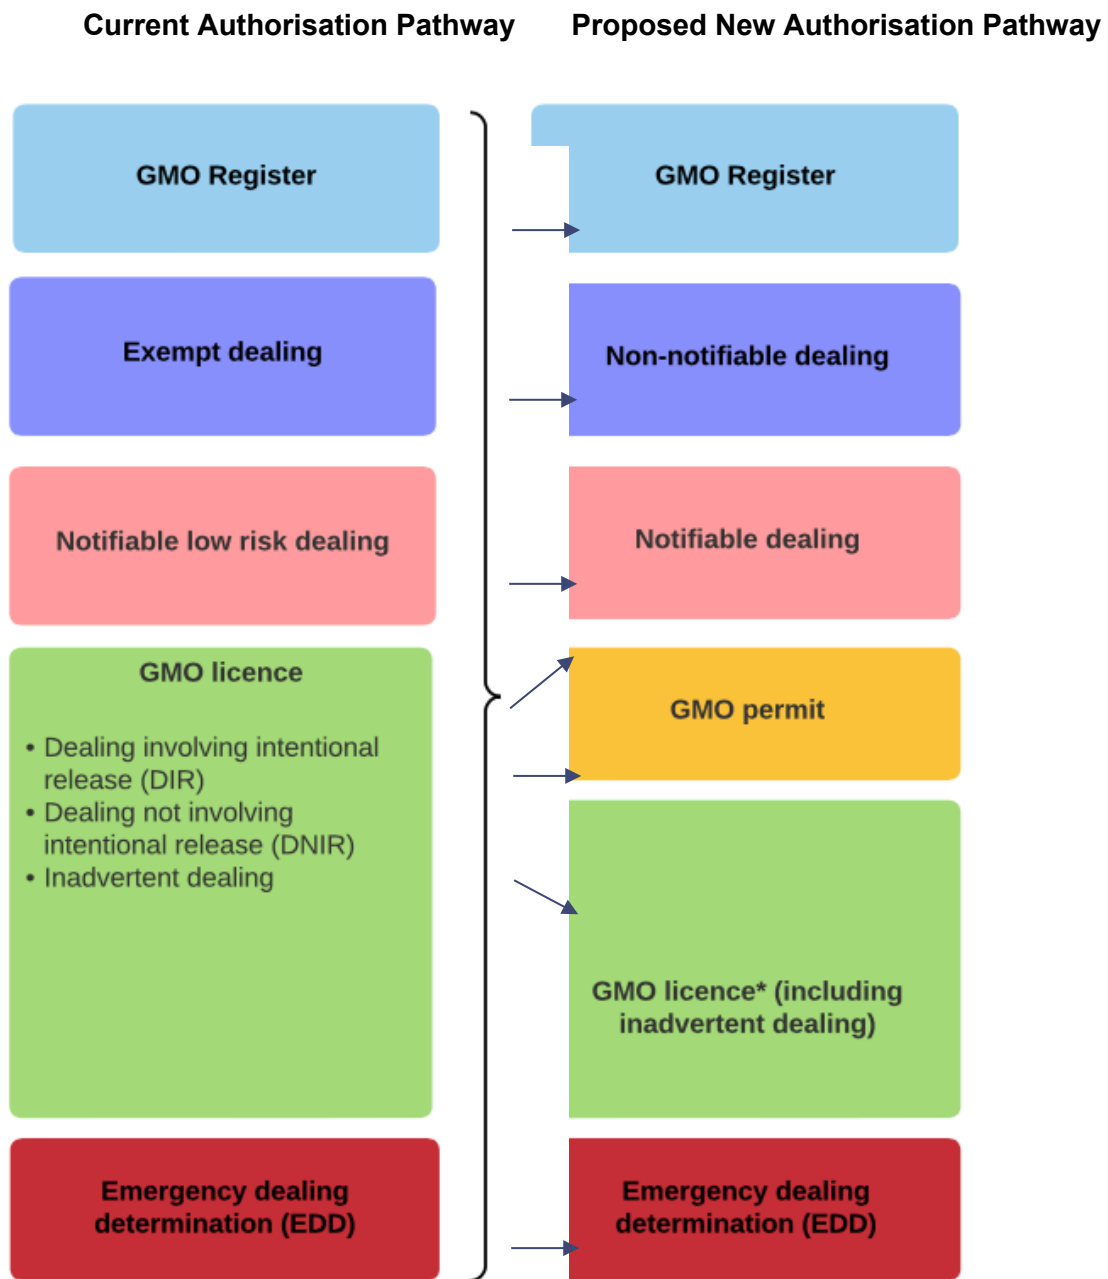 Current Authorisation Pathway
Proposed New Authorisation Pathway
GMO Register
GMO Register
Exempt dealing
Non-notifiable dealing
Notifiable low risk dealing
Notifiable dealing
GMO licence
• Dealing involving intentional
release (DIR)
• Dealing not involving
intentional release (DNIR)
• Inadvertent dealing
GMO permit
GMO licence* (including
inadvertent dealing)
Emergency dealing
determination (EDD)
Emergency dealing
determination (EDD)